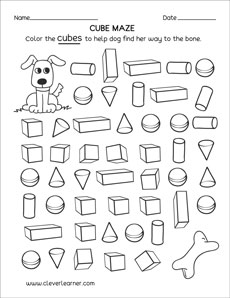 Name Date
CUBE MAZE
Color the cubes to help dog find her way to the bone.
www.cleverlearner.com